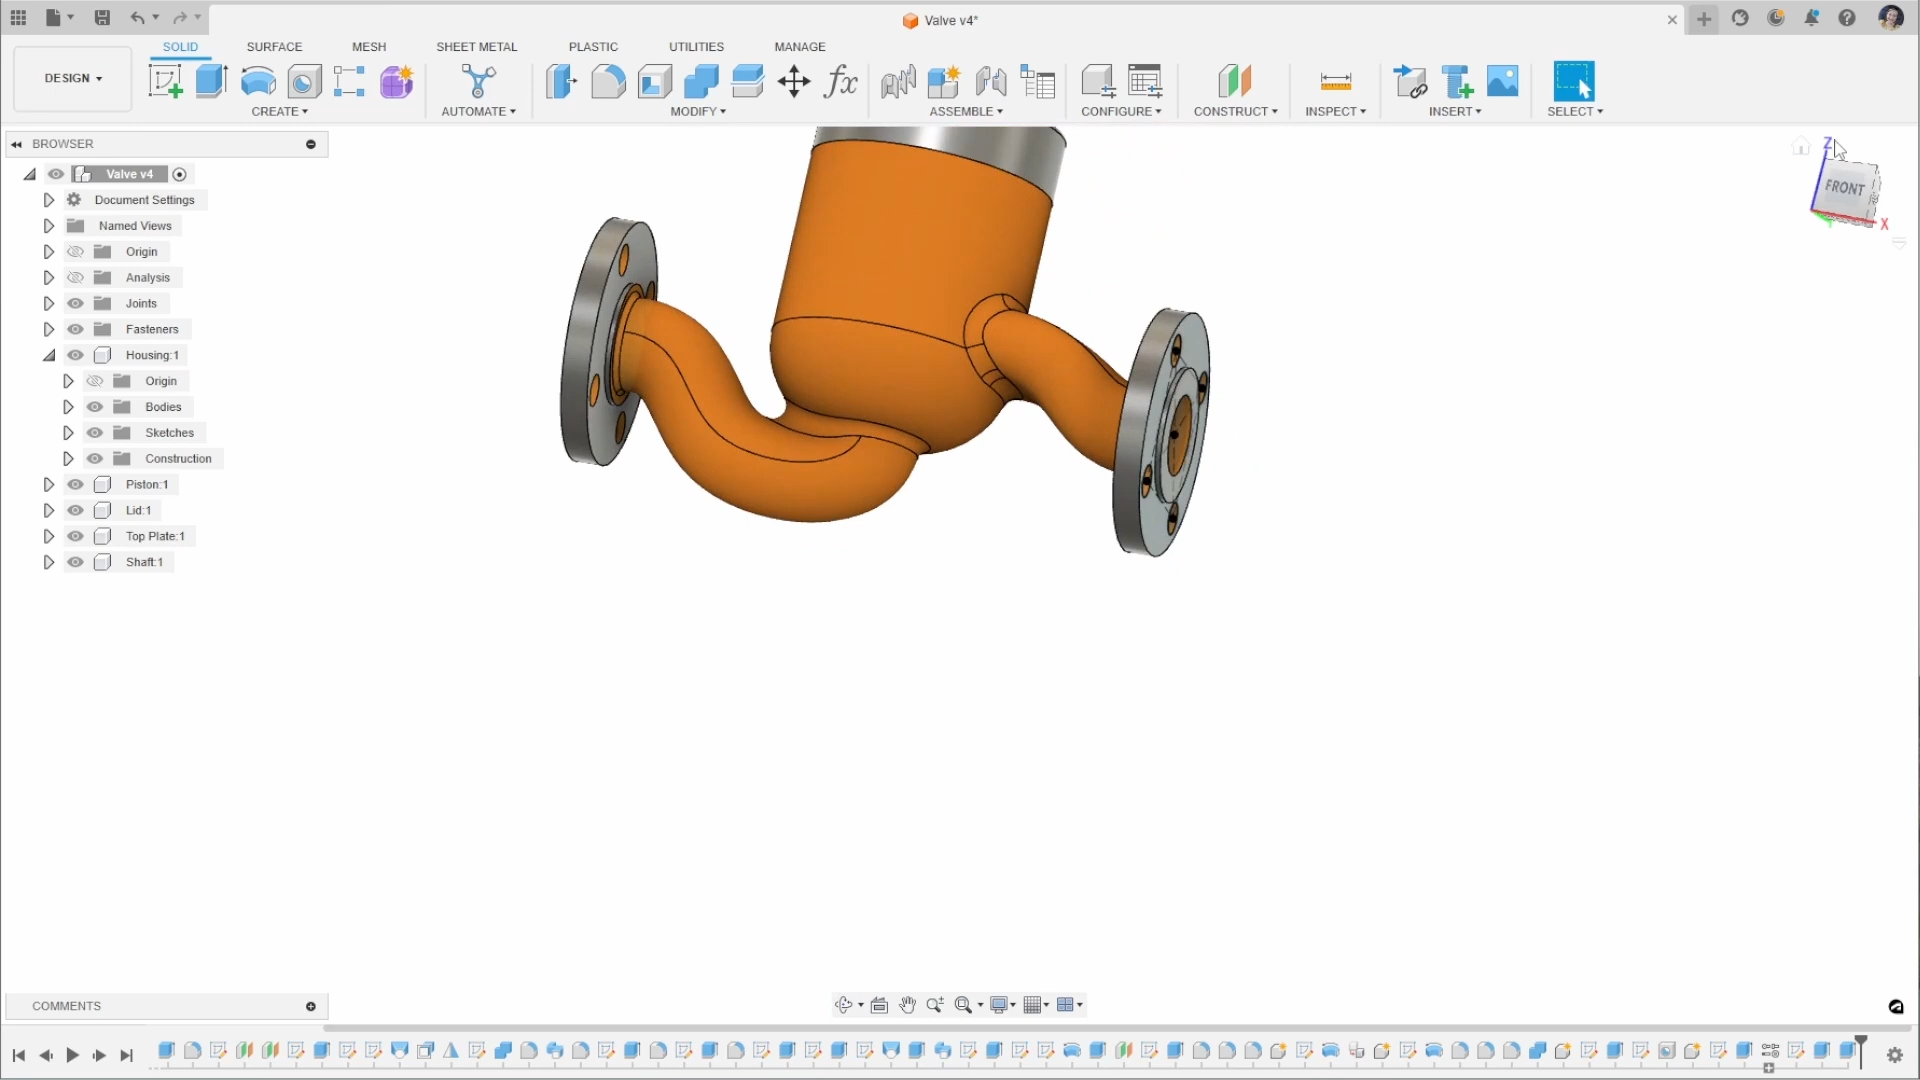 Valve v4*
DESIGN
SOLID SURFACE MESH SHEET METAL PLASTIC UTILITIES MANAGE
fx
CREATE AUTOMATE MODIFY ASSEMBLE CONFIGURE CONSTRUCT INSPECT INSERT SELECT
BROWSER
Valve v4
Document Settings
Named Views
Origin
Analysis
Joints
Fasteners
Housing:1
Origin
Bodies
Sketches
Construction
Piston:1
Lid:1
Top Plate:1
Shaft:1
Z
FRONT
X
COMMENTS